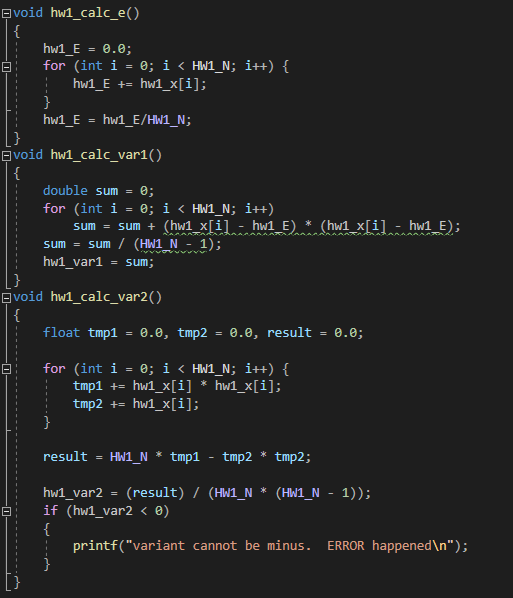 void hw1_calc_e()
{
    hw1_E = 0.0;
    for (int i = 0; i < HW1_N; i++) {
        hw1_E += hw1_x[i];
    }
    hw1_E = hw1_E/HW1_N;
}
void hw1_calc_var1()
{
    double sum = 0;
    for (int i = 0; i < HW1_N; i++)
        sum = sum + (hw1_x[i] - hw1_E) * (hw1_x[i] - hw1_E);
    sum = sum / (HW1_N - 1);
    hw1_var1 = sum;
}
void hw1_calc_var2()
{
    float tmp1 = 0.0, tmp2 = 0.0, result = 0.0;

    for (int i = 0; i < HW1_N; i++) {
        tmp1 += hw1_x[i] * hw1_x[i];
        tmp2 += hw1_x[i];
    }

    result = HW1_N * tmp1 - tmp2 * tmp2;

    hw1_var2 = (result) / (HW1_N * (HW1_N - 1));
    if (hw1_var2 < 0)
    {
        printf("variant cannot be minus.  ERROR happened\n");
    }
}